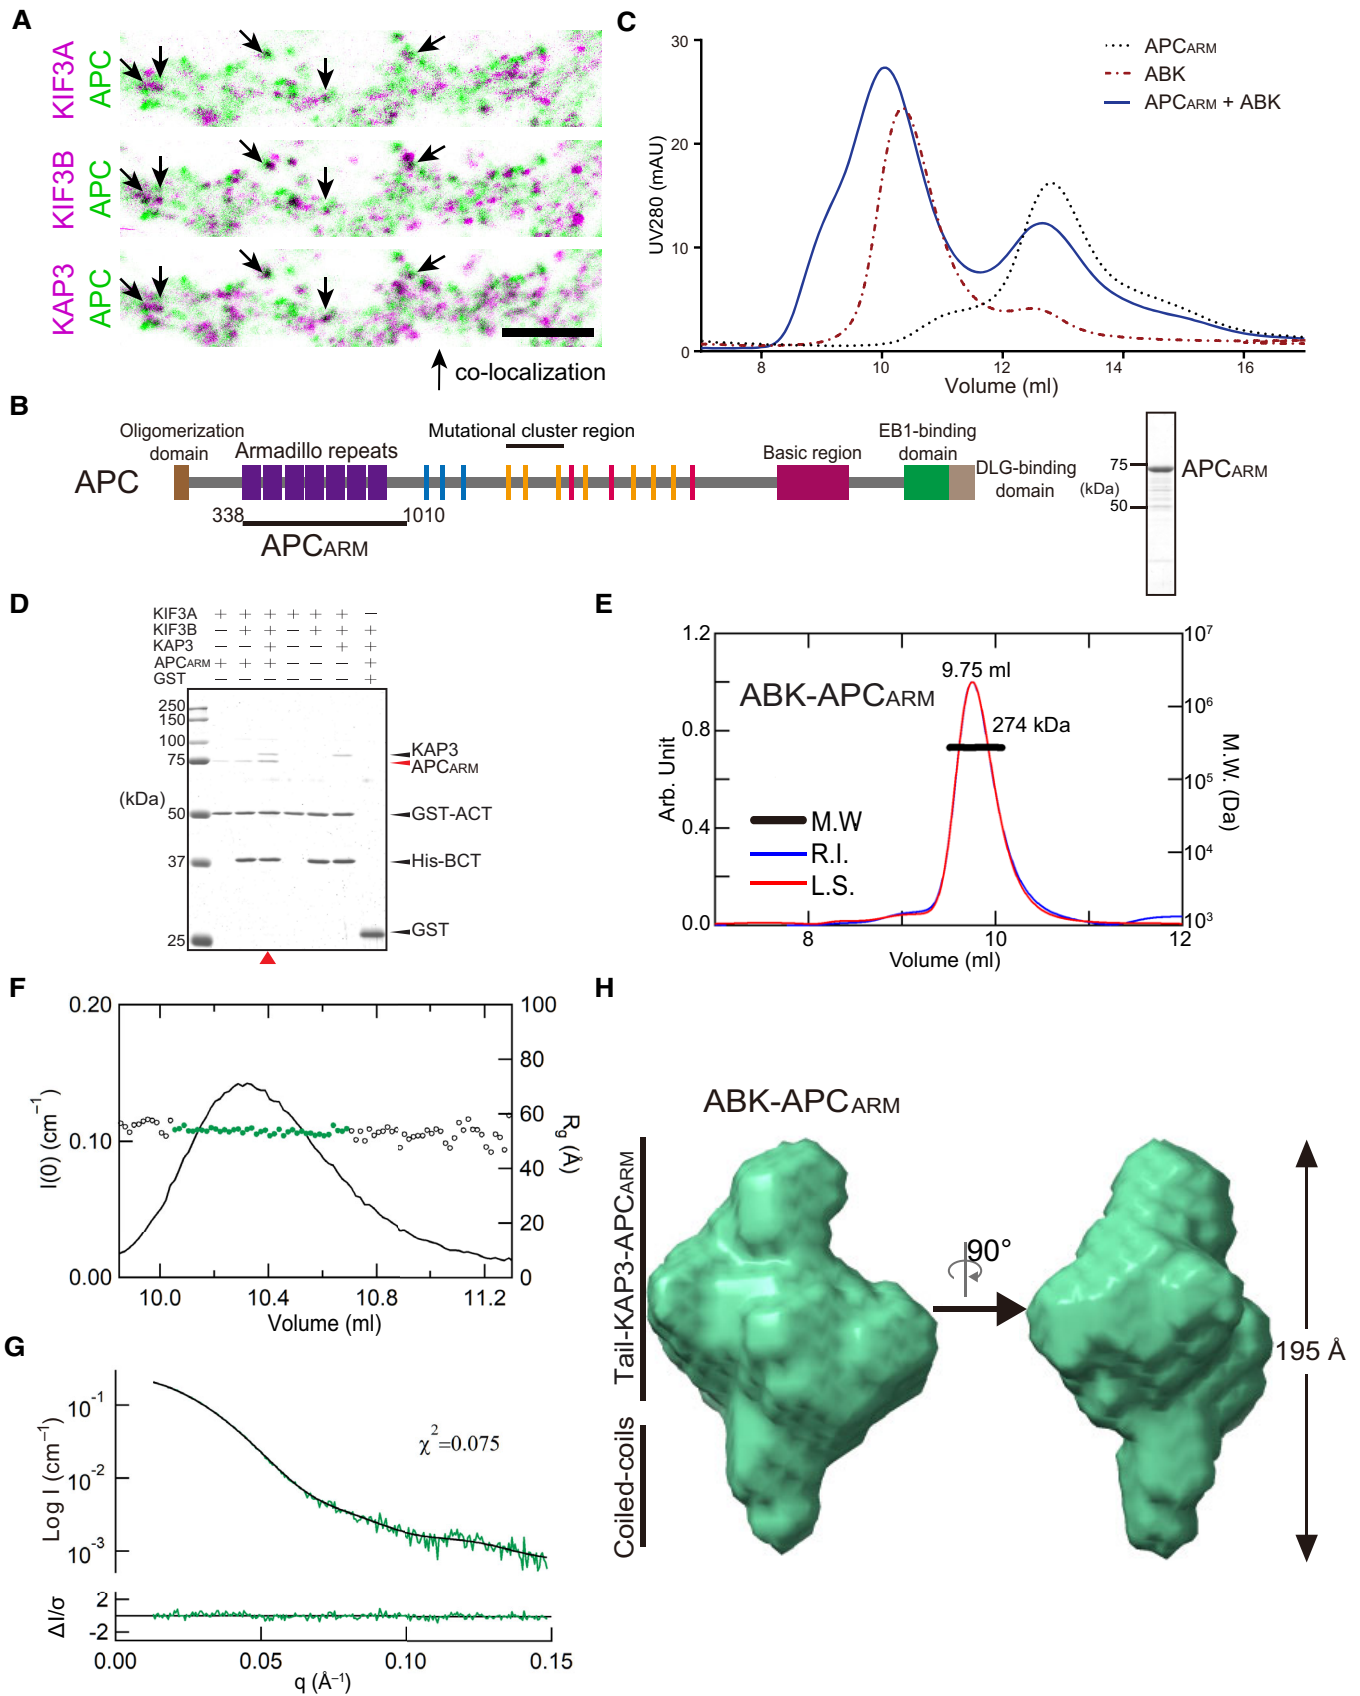 A
KIF3A
APC
KIF3B
APC
KAP3
APC
co-localization
B
Oligomerization
domain
Armadillo repeats
Mutational cluster region
Basic region
EB1-binding
domain
DLG-binding
domain
APC
338
1010
APCARM
75
(kDa)
50
APCARM
C
30
20
10
0
UV280 (mAU)
8
10
12
14
16
Volume (ml)
APCARM
ABK
APCARM + ABK
D
KIF3A + + + + + + −
KIF3B − + + − + + +
KAP3 − − + − − + +
APCARM + + + − − − +
GST − − − − − − +
250
150
100
75
(kDa)
50
37
25
KAP3
APCARM
GST-ACT
His-BCT
GST
E
1.2
0.8
0.4
0.0
Arb. Unit
ABK-APCARM
9.75 ml
274 kDa
M.W
R.I.
L.S.
10⁷
10⁶
10⁵
10⁴
10³
M.W. (Da)
8
10
12
Volume (ml)
F
0.20
0.10
0.00
I(0) (cm⁻¹)
100
80
60
40
20
0
Rg (Å)
10.0
10.4
10.8
11.2
Volume (ml)
G
10⁻¹
10⁻²
10⁻³
Log I (cm⁻¹)
χ²=0.075
2
-2
ΔI/σ
0.00
0.05
0.10
0.15
q (Å⁻¹)
H
ABK-APCARM
Tail-KAP3-APCARM
Coiled-coils
90°
195 Å